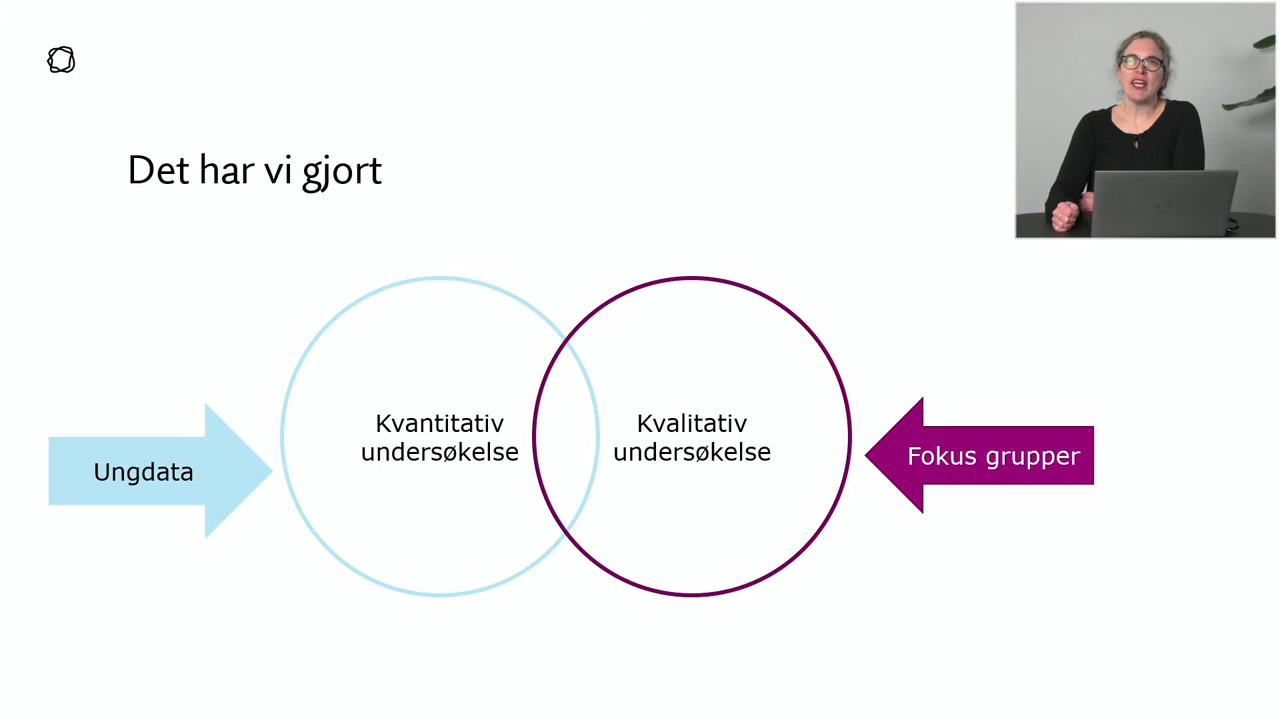 Det har vi gjort
Ungdata
Kvantitativ
undersøkelse
Kvalitativ
undersøkelse
Fokus grupper